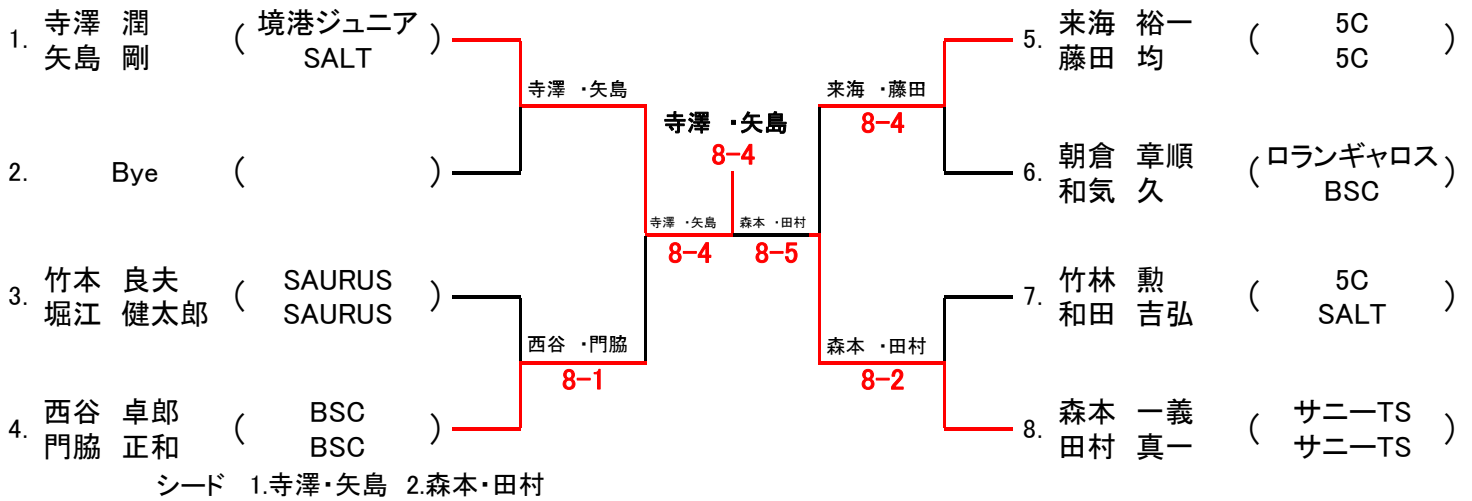 1. 寺澤 潤 ( 境港ジュニア )
矢島 剛 SALT
2. Bye ( )
3. 竹本 良夫 ( SAURUS )
堀江 健太郎 SAURUS
4. 西谷 卓郎 ( BSC )
門脇 正和 BSC
寺澤 ・矢島
西谷 ・門脇
8-1
寺澤 ・矢島
8-4
寺澤 ・矢島
8-4
森本 ・田村
8-5
来海 ・藤田
8-4
森本 ・田村
8-2
5. 来海 裕一 ( 5C )
藤田 均 5C
6. 朝倉 章順 ( ロランギャロス )
和気 久 BSC
7. 竹林 勲 ( 5C )
和田 吉弘 SALT
8. 森本 一義 ( サニーTS )
田村 真一 サニーTS
シード 1.寺澤・矢島 2.森本・田村